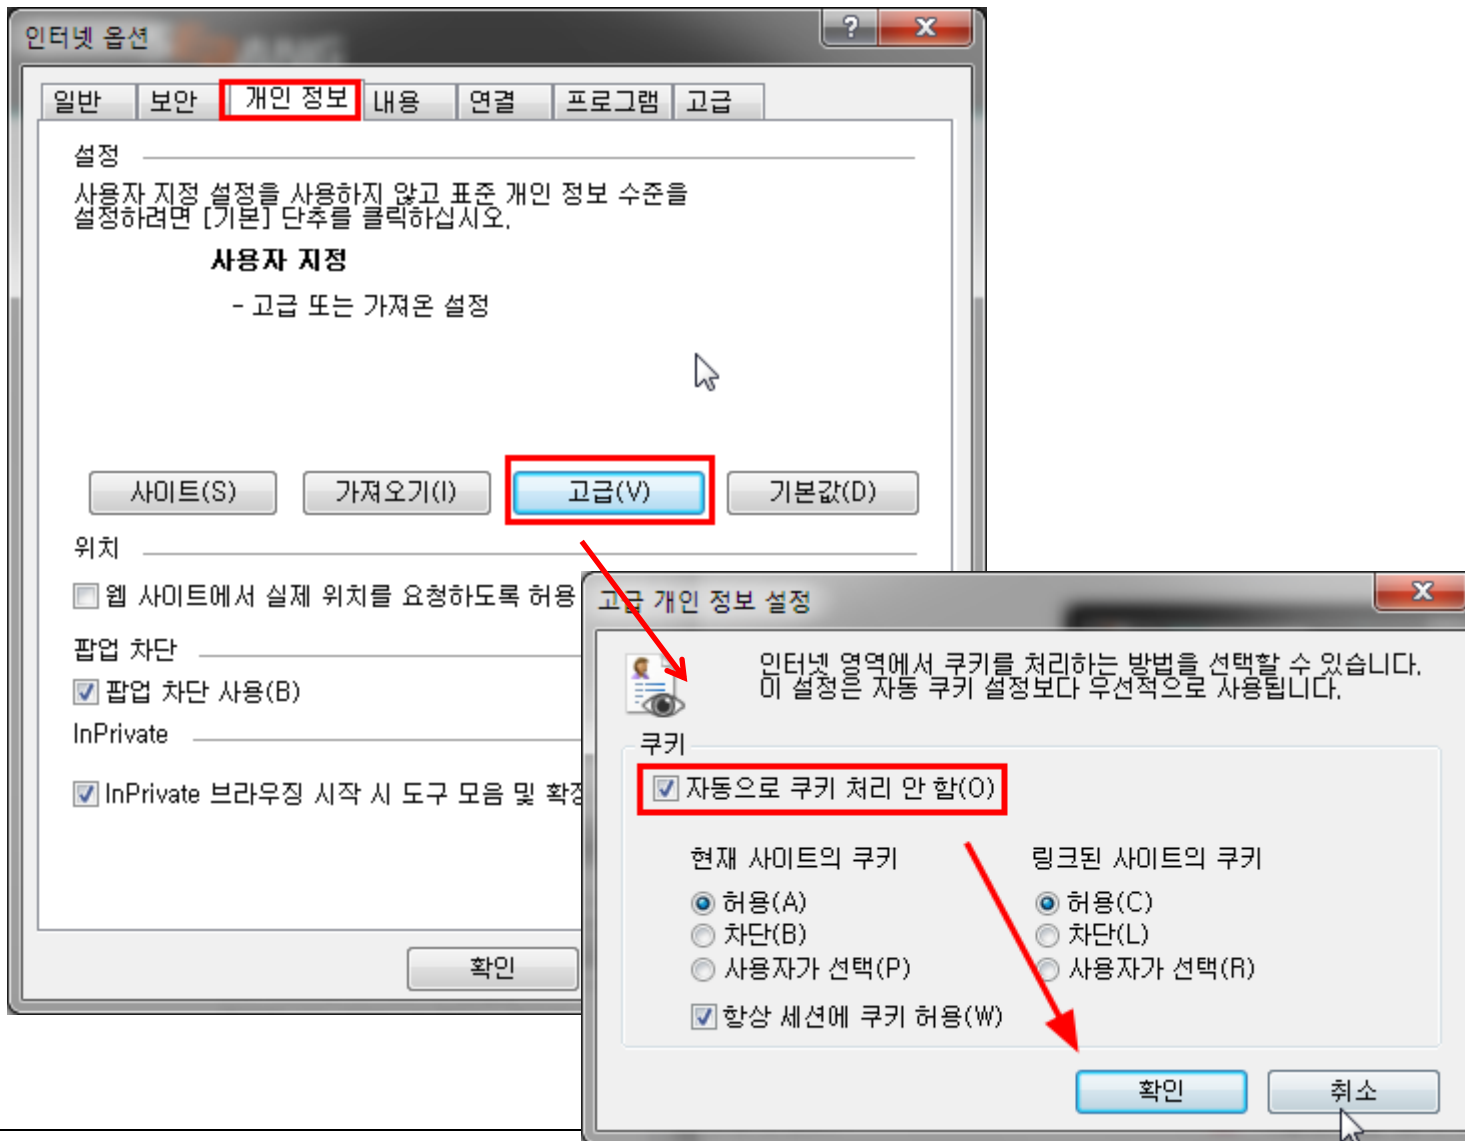 인터넷 옵션
일반 보안 개인 정보 내용 연결 프로그램 고급
설정
사용자 지정 설정을 사용하지 않고 표준 개인 정보 수준을
설정하려면 [기본] 단추를 클릭하십시오.
사용자 지정
- 고급 또는 가져온 설정
사이트(S) 가져오기(I) 고급(V) 기본값(D)
위치
웹 사이트에서 실제 위치를 요청하도록 허용
팝업 차단
팝업 차단 사용(B)
InPrivate
InPrivate 브라우징 시작 시 도구 모음 및
확인
고급 개인 정보 설정
인터넷 영역에서 쿠키를 처리하는 방법을 선택할 수 있습니다.
이 설정은 자동 쿠키 설정보다 우선적으로 사용됩니다.
쿠키
자동으로 쿠키 처리 안 함(O)
현재 사이트의 쿠키 링크된 사이트의 쿠키
허용(A) 허용(C)
차단(B) 차단(L)
사용자가 선택(P) 사용자가 선택(R)
항상 세션에 쿠키 허용(W)
확인 취소